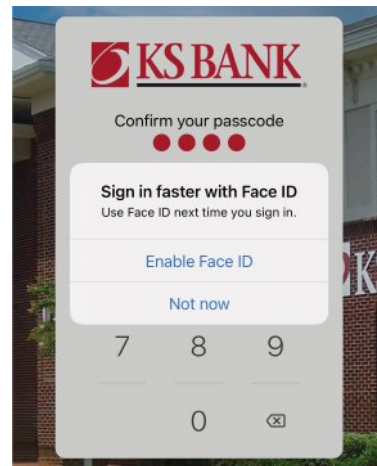 KS BANK
Confirm your passcode
Sign in faster with Face ID
Use Face ID next time you sign in.
Enable Face ID
Not now
7 8 9
0
K